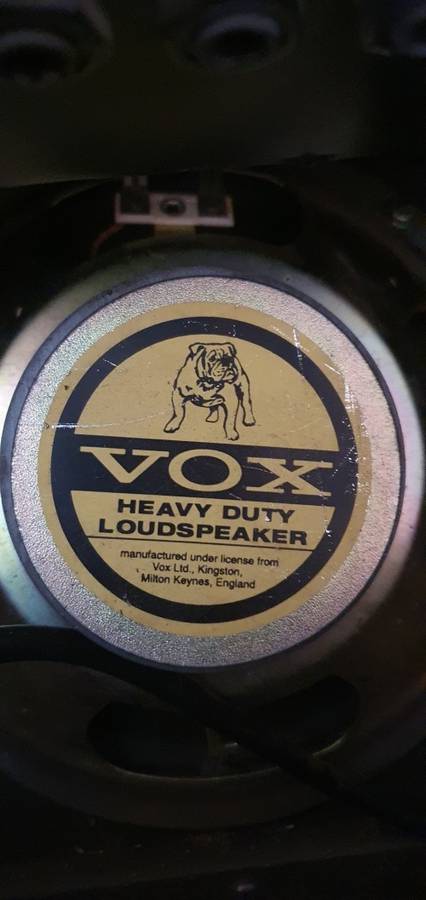 VOX
HEAVY DUTY
LOUDSPEAKER
manufactured under license from
Vox Ltd., Kingston,
Milton Keynes, England